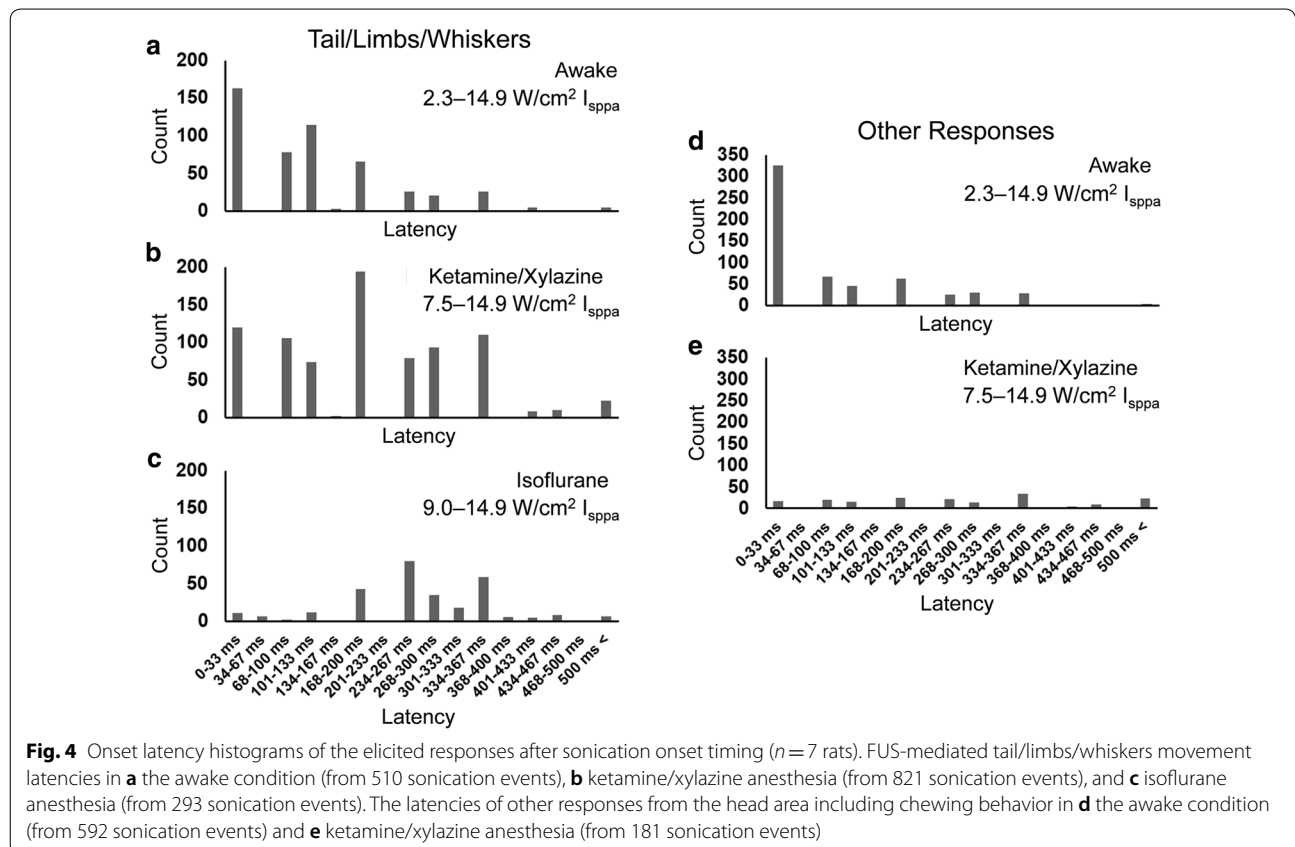 Tail/Limbs/Whiskers
a
200
150
100
50
0
Count
Awake
2.3–14.9 W/cm² Isppa
Latency
b
200
150
100
50
0
Count
Ketamine/Xylazine
7.5–14.9 W/cm² Isppa
Latency
c
200
150
100
50
0
Count
Isoflurane
9.0–14.9 W/cm² Isppa
0-33 ms
34-67 ms
68-100 ms
101-133 ms
134-167 ms
168-200 ms
201-233 ms
234-267 ms
268-300 ms
301-333 ms
334-367 ms
368-400 ms
401-433 ms
434-467 ms
468-500 ms
500 ms <
Latency
Other Responses
d
350
300
250
200
150
100
50
0
Count
Awake
2.3–14.9 W/cm² Isppa
Latency
e
350
300
250
200
150
100
50
0
Count
Ketamine/Xylazine
7.5–14.9 W/cm² Isppa
0-33 ms
34-67 ms
68-100 ms
101-133 ms
134-167 ms
168-200 ms
201-233 ms
234-267 ms
268-300 ms
301-333 ms
334-367 ms
368-400 ms
401-433 ms
434-467 ms
468-500 ms
500 ms <
Latency
Fig. 4 Onset latency histograms of the elicited responses after sonication onset timing (n = 7 rats). FUS-mediated tail/limbs/whiskers movement
latencies in a the awake condition (from 510 sonication events), b ketamine/xylazine anesthesia (from 821 sonication events), and c isoflurane
anesthesia (from 293 sonication events). The latencies of other responses from the head area including chewing behavior in d the awake condition
(from 592 sonication events) and e ketamine/xylazine anesthesia (from 181 sonication events)